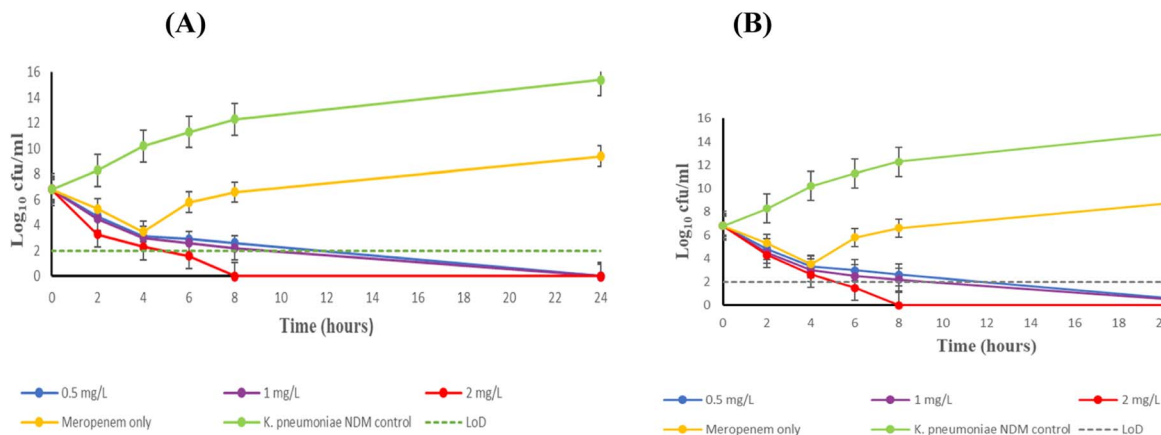 (A)
(B)
Log10 cfu/ml
16
14
12
10
8
6
4
2
0
0 2 4 6 8 10 12 14 16 18 20 22 24
Time (hours)
0.5 mg/L 1 mg/L 2 mg/L
Meropenem only K. pneumoniae NDM control LoD
Log10 cfu/ml
16
14
12
10
8
6
4
2
0
0 2 4 6 8 10 12 14 16 18 2
Time (hours)
0.5 mg/L 1 mg/L 2 mg/L
Meropenem only K. pneumoniae NDM control LoD